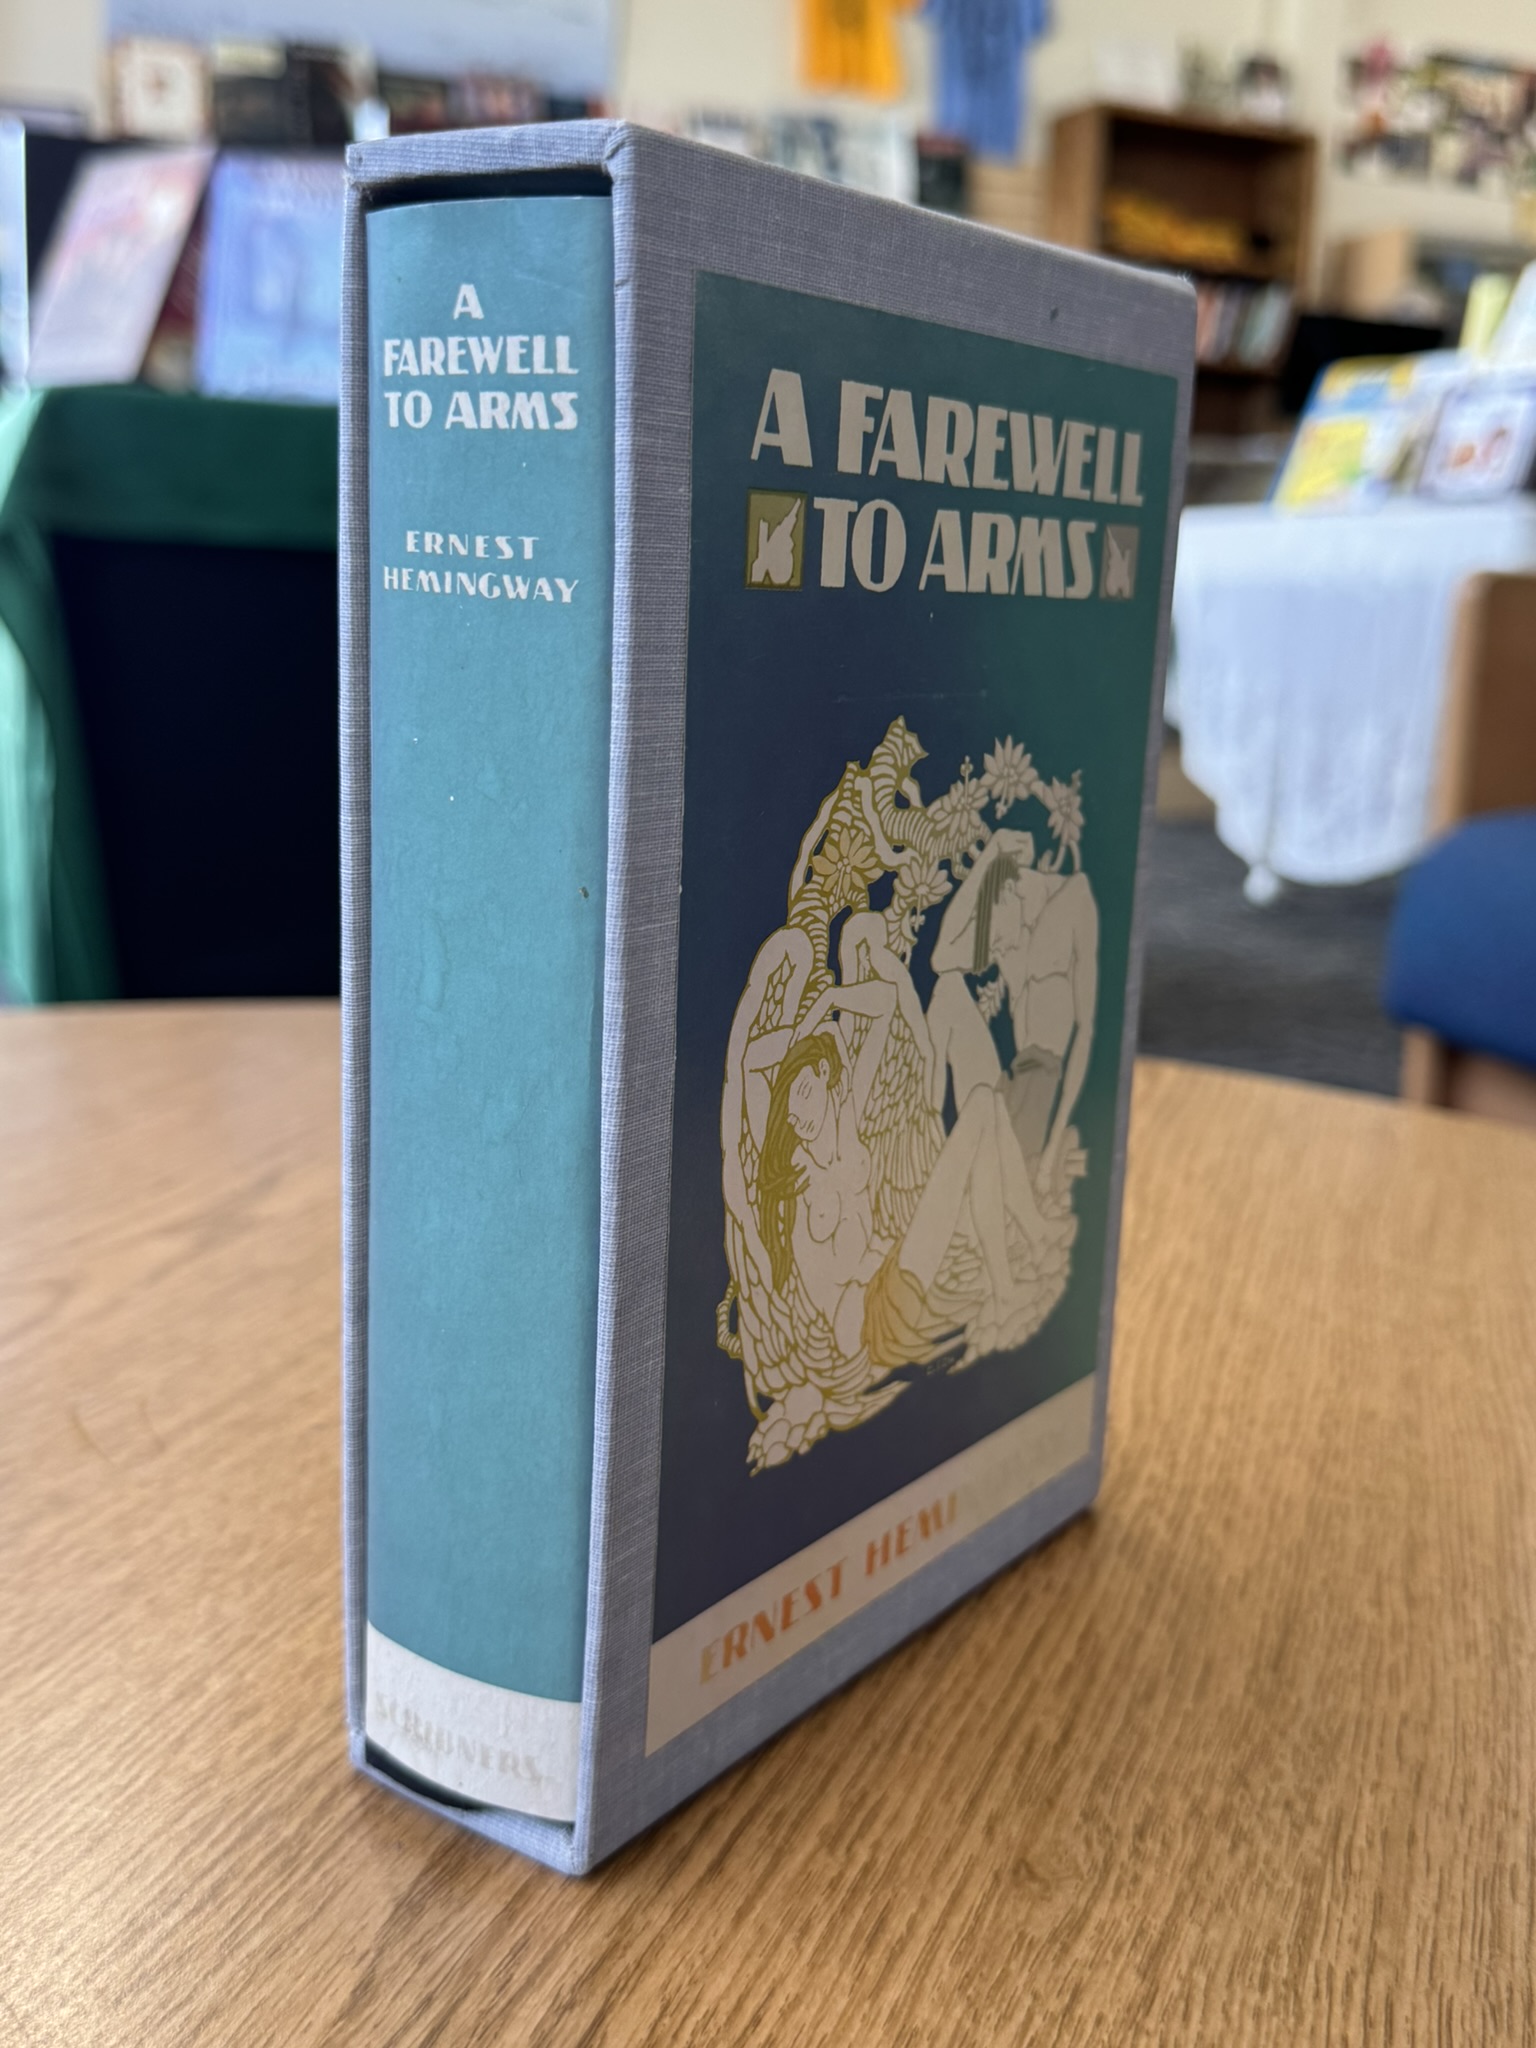 A
FAREWELL
TO ARMS
ERNEST
HEMINGWAY
SCRIBNERS
A FAREWELL
TO ARMS
ERNEST HEMI